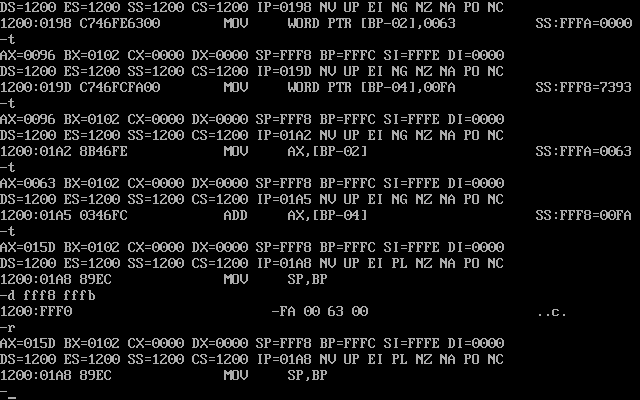 DS=1200 ES=1200 SS=1200 CS=1200 IP=0198 NV UP EI NG NZ NA PO NC
1200:0198 C746FE6300 MOV WORD PTR [BP-02],0063 SS:FFFA=0000
-t
AX=0096 BX=0102 CX=0000 DX=0000 SP=FFF8 BP=FFFC SI=FFFE DI=0000
DS=1200 ES=1200 SS=1200 CS=1200 IP=019D NV UP EI NG NZ NA PO NC
1200:019D C746FCFA00 MOV WORD PTR [BP-04],00FA SS:FFF8=7393
-t
AX=0096 BX=0102 CX=0000 DX=0000 SP=FFF8 BP=FFFC SI=FFFE DI=0000
DS=1200 ES=1200 SS=1200 CS=1200 IP=01A2 NV UP EI NG NZ NA PO NC
1200:01A2 8B46FE MOV AX,[BP-02] SS:FFFA=0063
-t
AX=0063 BX=0102 CX=0000 DX=0000 SP=FFF8 BP=FFFC SI=FFFE DI=0000
DS=1200 ES=1200 SS=1200 CS=1200 IP=01A5 NV UP EI NG NZ NA PO NC
1200:01A5 0346FC ADD AX,[BP-04] SS:FFF8=00FA
-t
AX=015D BX=0102 CX=0000 DX=0000 SP=FFF8 BP=FFFC SI=FFFE DI=0000
DS=1200 ES=1200 SS=1200 CS=1200 IP=01A8 NV UP EI PL NZ NA PO NC
1200:01A8 89EC MOV SP,BP
-d fff8 fffb
1200:FFF0 -FA 00 63 00 ..c.
-r
AX=015D BX=0102 CX=0000 DX=0000 SP=FFF8 BP=FFFC SI=FFFE DI=0000
DS=1200 ES=1200 SS=1200 CS=1200 IP=01A8 NV UP EI PL NZ NA PO NC
1200:01A8 89EC MOV SP,BP
-_